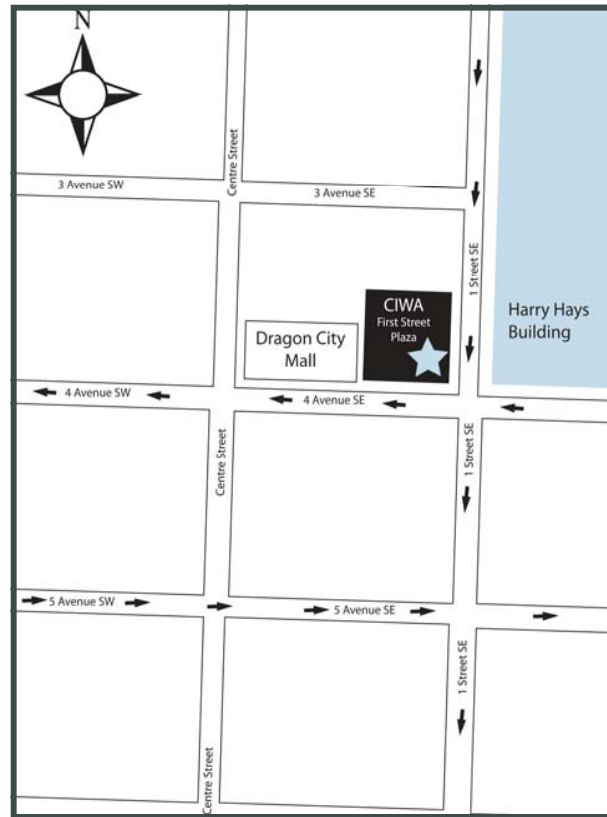 N
Centre Street
3 Avenue SW
3 Avenue SE
1 Street SE
CIWA
First Street
Plaza
Harry Hays
Building
Dragon City
Mall
4 Avenue SW
4 Avenue SE
Centre Street
1 Street SE
5 Avenue SW
5 Avenue SE
1 Street SE
Centre Street